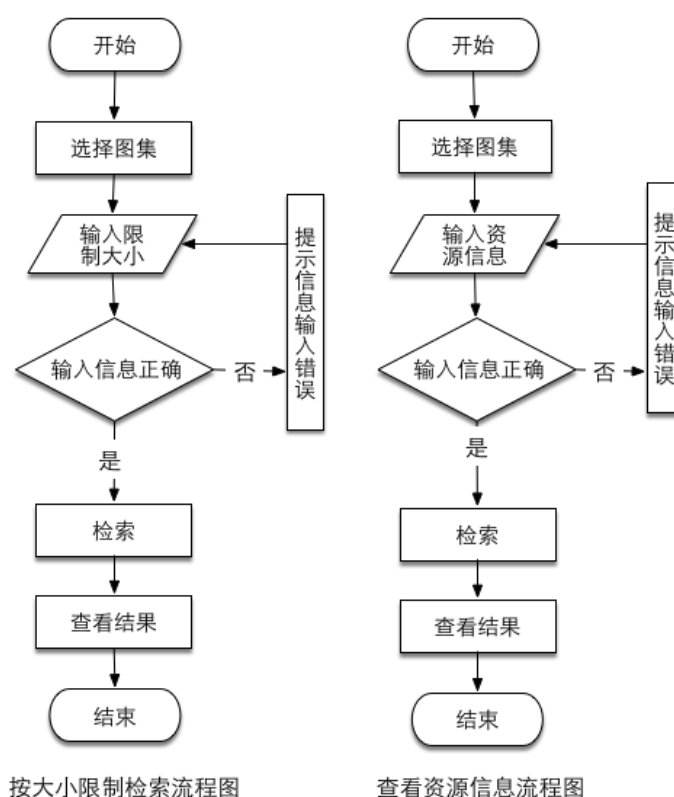 开始
选择图集
输入限
制大小
输入信息正确
否
提示信息输入错误
是
检索
查看结果
结束
按大小限制检索流程图
开始
选择图集
输入资
源信息
输入信息正确
否
提示信息输入错误
是
检索
查看结果
结束
查看资源信息流程图